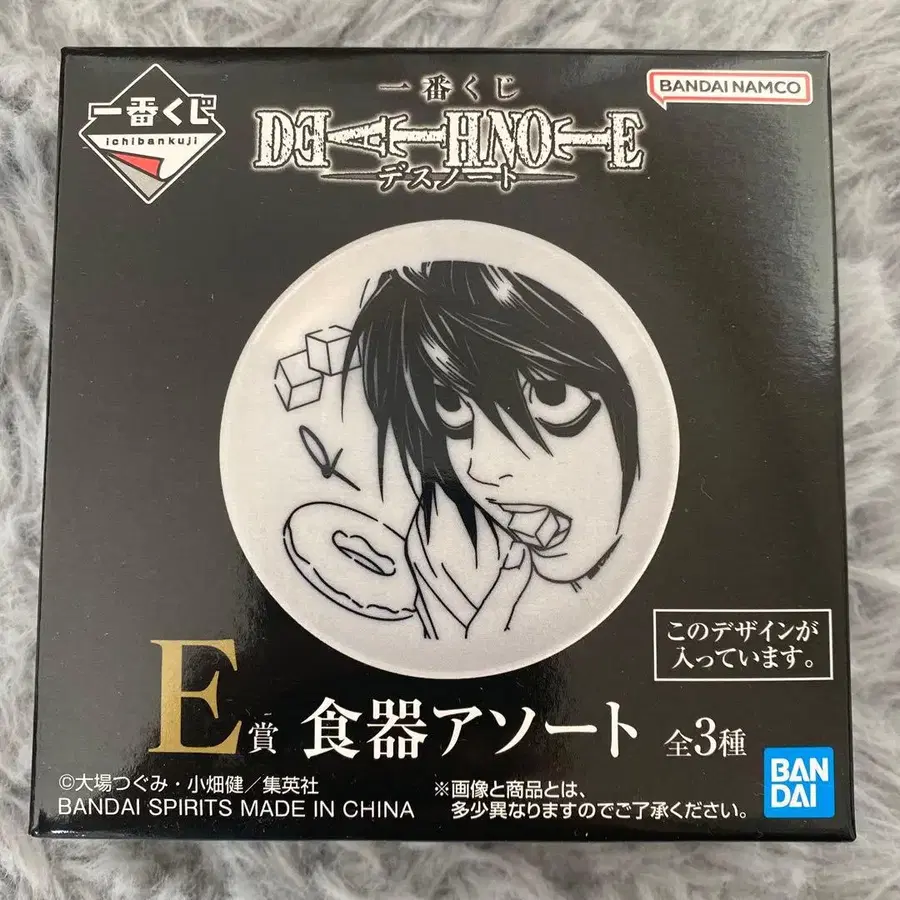 一番くじ
ichibankuji
一番くじ
DEATH NOTE
デスノート
BANDAI NAMCO
このデザインが
入っています。
E賞 食器アソート 全3種
©大場つぐみ・小畑健／集英社
BANDAI SPIRITS MADE IN CHINA
※画像と商品とは、
多少異なりますのでご了承ください。
BAN
DAI